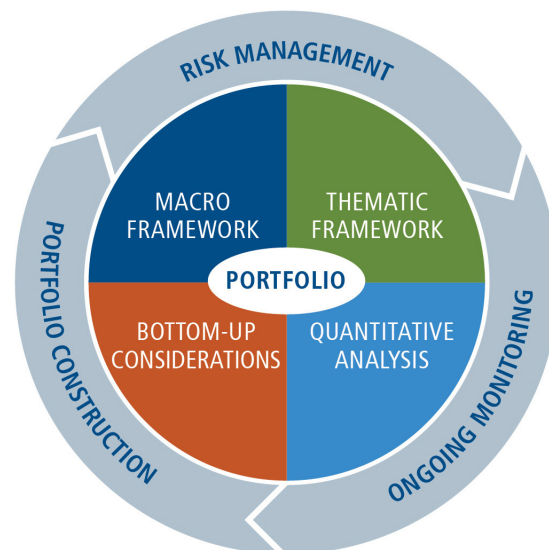 RISK MANAGEMENT
MACRO
FRAMEWORK
THEMATIC
FRAMEWORK
PORTFOLIO
BOTTOM-UP
CONSIDERATIONS
QUANTITATIVE
ANALYSIS
PORTFOLIO CONSTRUCTION
ONGOING MONITORING